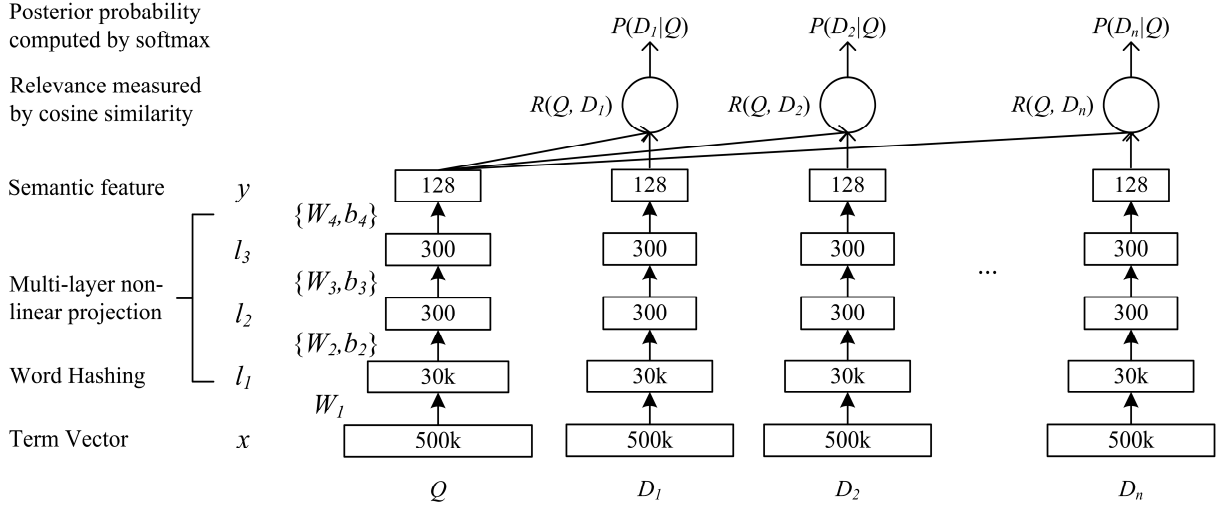 Posterior probability
computed by softmax
P(D1|Q) P(D2|Q) P(Dn|Q)
Relevance measured
by cosine similarity
R(Q, D1) R(Q, D2) R(Q, Dn)
Semantic feature y 128 128 128 128
{W4,b4}
l3 300 300 300 300
Multi-layer non-
linear projection
{W3,b3}
...
l2 300 300 300 300
{W2,b2}
Word Hashing l1 30k 30k 30k 30k
W1
Term Vector x 500k 500k 500k 500k
Q D1 D2 Dn